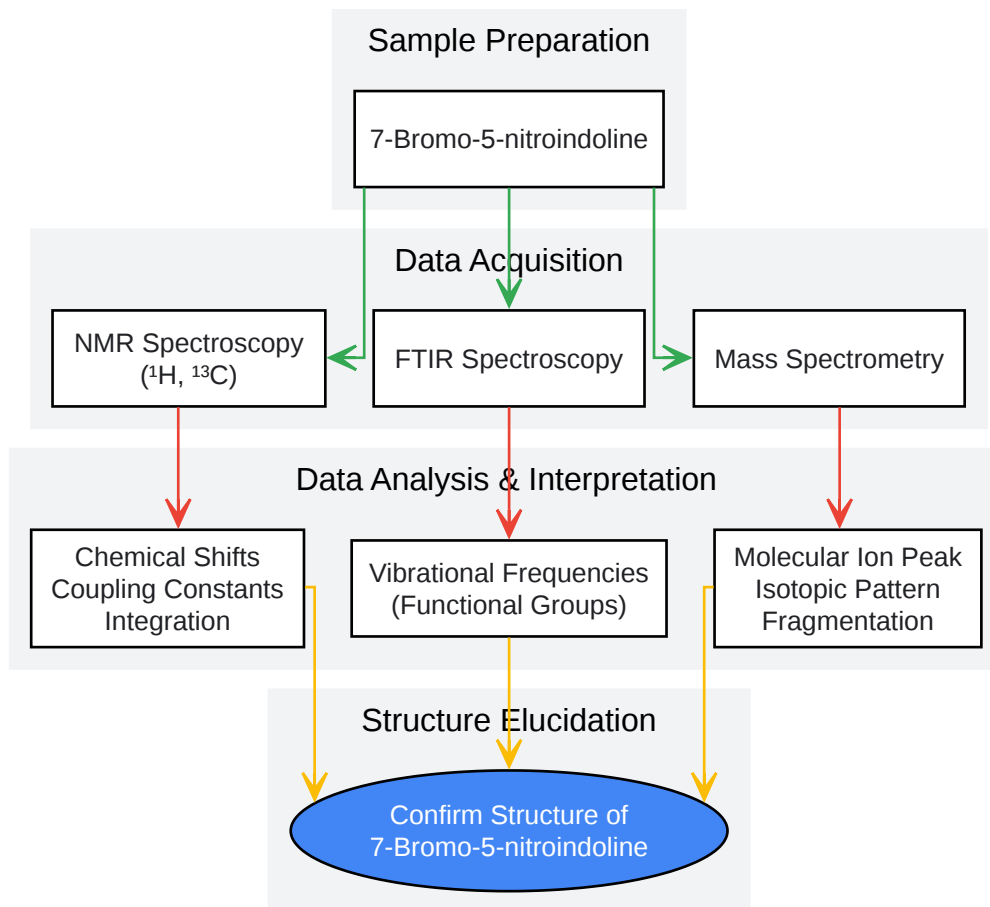 Sample Preparation
7-Bromo-5-nitroindoline
Data Acquisition
NMR Spectroscopy
(¹H, ¹³C)
FTIR Spectroscopy
Mass Spectrometry
Data Analysis & Interpretation
Chemical Shifts
Coupling Constants
Integration
Vibrational Frequencies
(Functional Groups)
Molecular Ion Peak
Isotopic Pattern
Fragmentation
Structure Elucidation
Confirm Structure of
7-Bromo-5-nitroindoline